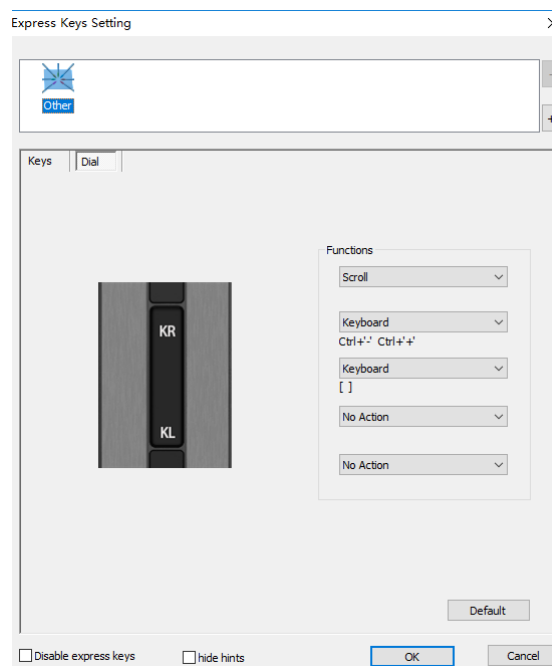 Express Keys Setting
Other
+
Keys
Dial
Functions
Scroll
KR
Keyboard
Ctrl+'-' Ctrl+'+'
Keyboard
[ ]
KL
No Action
No Action
Default
Disable express keys
hide hints
OK
Cancel